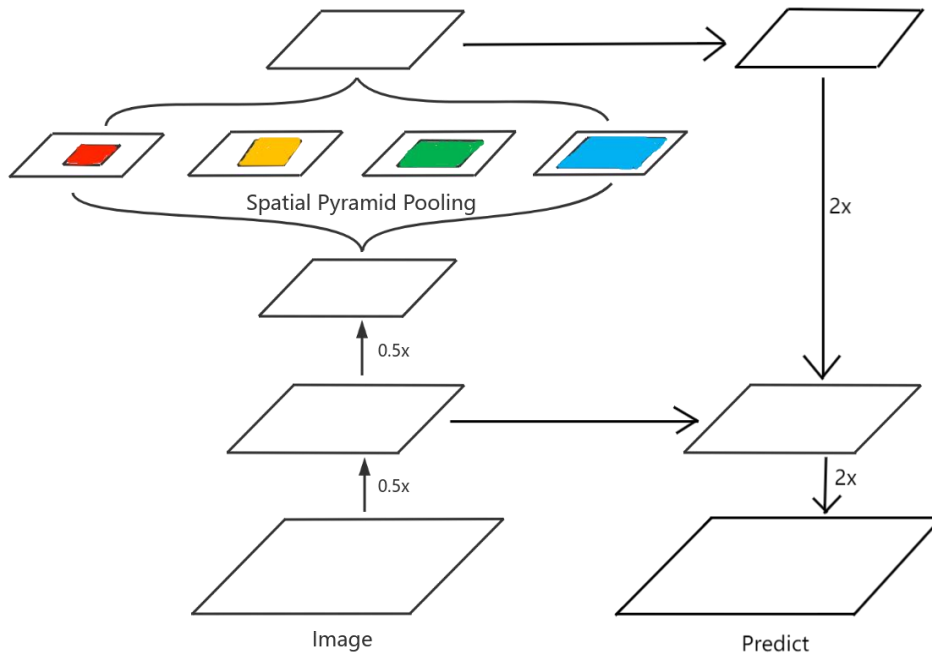 Spatial Pyramid Pooling
2x
0.5x
0.5x
2x
Image
Predict